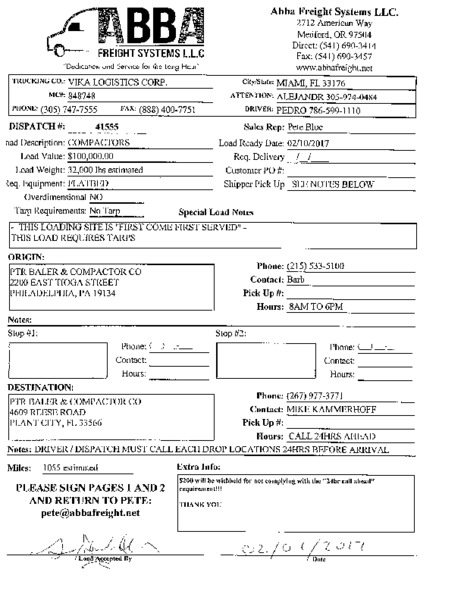 ABBA
FREIGHT SYSTEMS L.L.C
"Dedication and Service for the Long Haul"
Abba Freight Systems LLC.
2712 American Way
Medford, OR 97504
Direct: (541) 690-3414
Fax: (541) 690-3457
www.abbafreight.net
TRUCKING CO.: VIKA LOGISTICS CORP.
City/State: MIAMI, FL 33176
MC#: 848748
ATTENTION: ALEJANDR 305-974-0484
PHONE: (305) 747-7555 FAX: (888) 400-7751
DRIVER: PEDRO 786-599-1110
DISPATCH #: 41555
Sales Rep: Pete Blue
oad Description: COMPACTORS
Load Ready Date: 02/10/2017
Load Value: $100,000.00
Req. Delivery / /
Load Weight: 32,000 lbs estimated
Customer PO #:
Req. Equipment: FLATBED
Shipper Pick Up SEE NOTES BELOW
Overdimensional NO
Tarp Requirements: No Tarp
Special Load Notes
- THIS LOADING SITE IS "FIRST COME FIRST SERVED" -
THIS LOAD REQUIRES TARPS
ORIGIN:
PTR BALER & COMPACTOR CO
2200 EAST TIOGA STREET
PHILADELPHIA, PA 19134
Phone: (215) 533-5100
Contact: Barb
Pick Up #:
Hours: 8AM TO 6PM
Notes:
Stop #1:
Phone: ( ) -
Contact:
Hours:
Stop #2:
Phone: ( ) -
Contact:
Hours:
DESTINATION:
PTR BALER & COMPACTOR CO
4609 REESE ROAD
PLANT CITY, FL 33566
Phone: (267) 977-3771
Contact: MIKE KAMMERHOFF
Pick Up #:
Hours: CALL 24HRS AHEAD
Notes: DRIVER / DISPATCH MUST CALL EACH DROP LOCATIONS 24HRS BEFORE ARRIVAL
Miles: 1055 estimated
Extra Info:
$200 will be withheld for not complying with the "24hr call ahead"
requirement!!!
THANK YOU
PLEASE SIGN PAGES 1 AND 2
AND RETURN TO PETE:
pete@abbafreight.net
/ Load Accepted By
/ Date